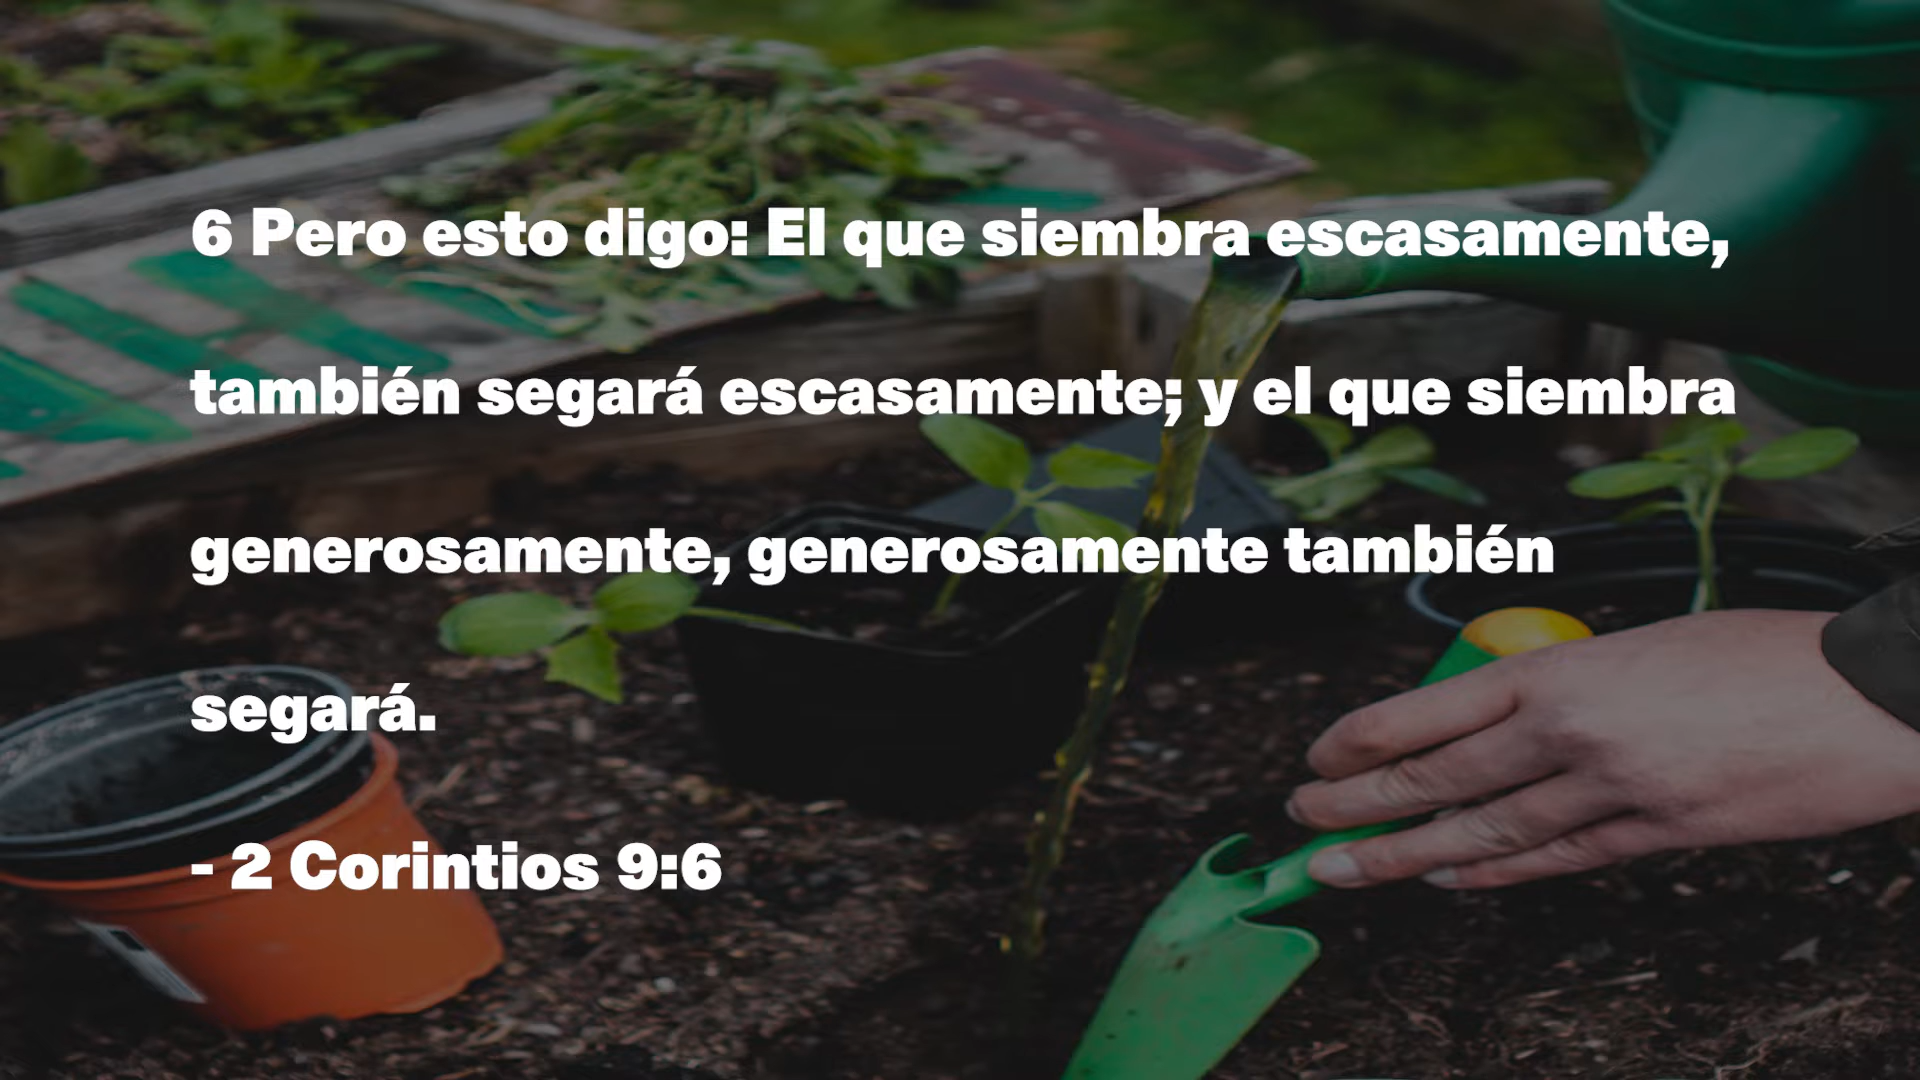 6 Pero esto digo: El que siembra escasamente,
también segará escasamente; y el que siembra
generosamente, generosamente también
segará.
- 2 Corintios 9:6